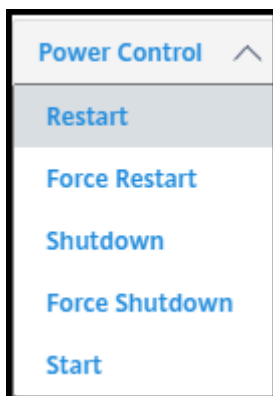 Power Control
Restart
Force Restart
Shutdown
Force Shutdown
Start